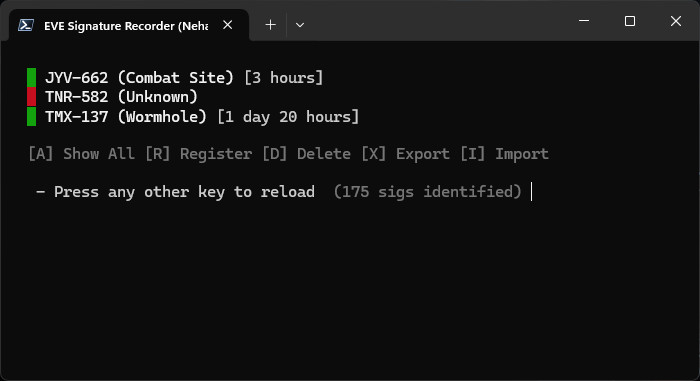 EVE Signature Recorder (Neha
JYV-662 (Combat Site) [3 hours]
TNR-582 (Unknown)
TMX-137 (Wormhole) [1 day 20 hours]
[A] Show All [R] Register [D] Delete [X] Export [I] Import
- Press any other key to reload (175 sigs identified)